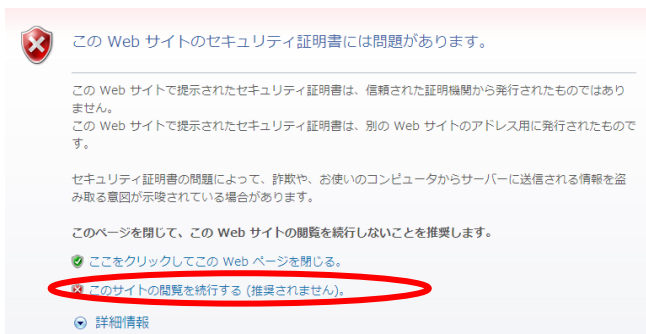 この Web サイトのセキュリティ証明書には問題があります。
この Web サイトで提示されたセキュリティ証明書は、信頼された証明機関から発行されたものではあり
ません。
この Web サイトで提示されたセキュリティ証明書は、別の Web サイトのアドレス用に発行されたもので
す。
セキュリティ証明書の問題によって、詐欺や、お使いのコンピュータからサーバーに送信される情報を盗
み取る意図が示唆されている場合があります。
このページを閉じて、この Web サイトの閲覧を続行しないことを推奨します。
ここをクリックしてこの Web ページを閉じる。
このサイトの閲覧を続行する (推奨されません)。
詳細情報